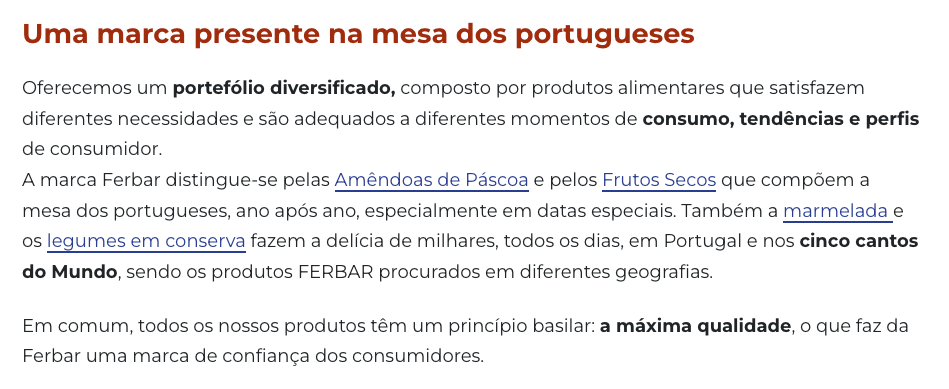 Uma marca presente na mesa dos portugueses
Oferecemos um portefólio diversificado, composto por produtos alimentares que satisfazem
diferentes necessidades e são adequados a diferentes momentos de consumo, tendências e perfis
de consumidor.
A marca Ferbar distingue-se pelas Amêndoas de Páscoa e pelos Frutos Secos que compõem a
mesa dos portugueses, ano após ano, especialmente em datas especiais. Também a marmelada e
os legumes em conserva fazem a delícia de milhares, todos os dias, em Portugal e nos cinco cantos
do Mundo, sendo os produtos FERBAR procurados em diferentes geografias.
Em comum, todos os nossos produtos têm um princípio basilar: a máxima qualidade, o que faz da
Ferbar uma marca de confiança dos consumidores.